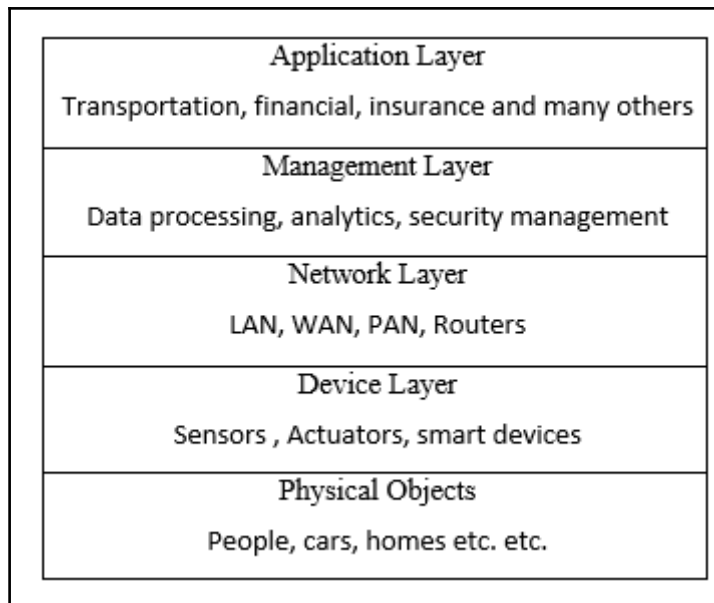 Application Layer
Transportation, financial, insurance and many others
Management Layer
Data processing, analytics, security management
Network Layer
LAN, WAN, PAN, Routers
Device Layer
Sensors , Actuators, smart devices
Physical Objects
People, cars, homes etc. etc.